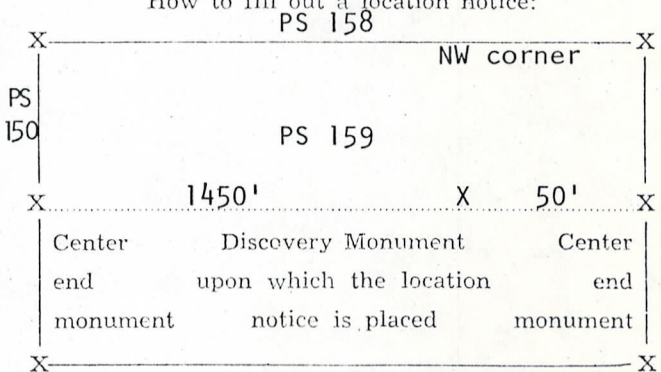 How to fill out a location notice:
PS 158
X X
NW corner
PS
150
PS 159
X 1450' X 50' X
Center Discovery Monument Center
end upon which the location end
monument notice is placed monument
X X